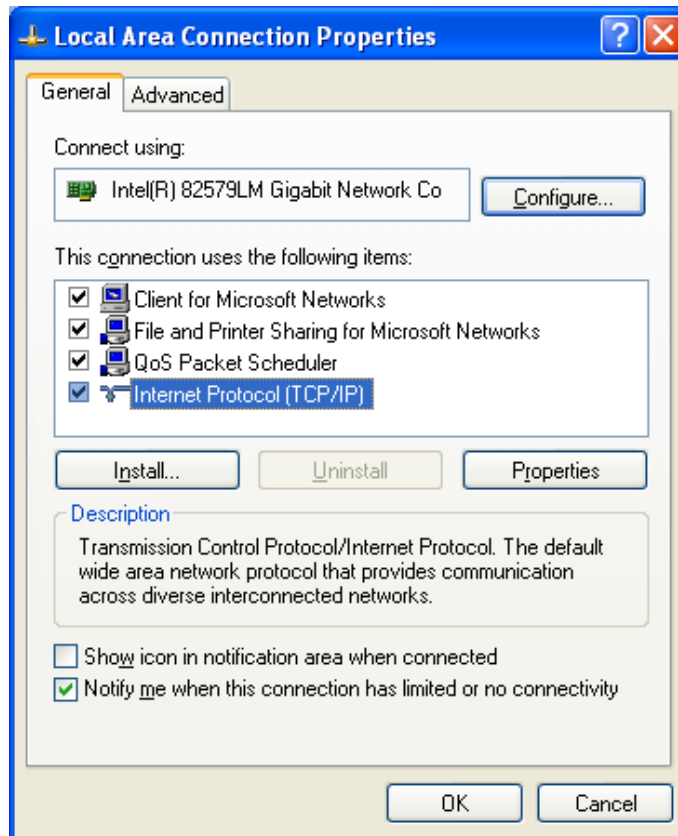 Local Area Connection Properties
General
Advanced
Connect using:
Intel(R) 82579LM Gigabit Network Co
Configure...
This connection uses the following items:
Client for Microsoft Networks
File and Printer Sharing for Microsoft Networks
QoS Packet Scheduler
Internet Protocol (TCP/IP)
Install...
Uninstall
Properties
Description
Transmission Control Protocol/Internet Protocol. The default
wide area network protocol that provides communication
across diverse interconnected networks.
Show icon in notification area when connected
Notify me when this connection has limited or no connectivity
OK
Cancel